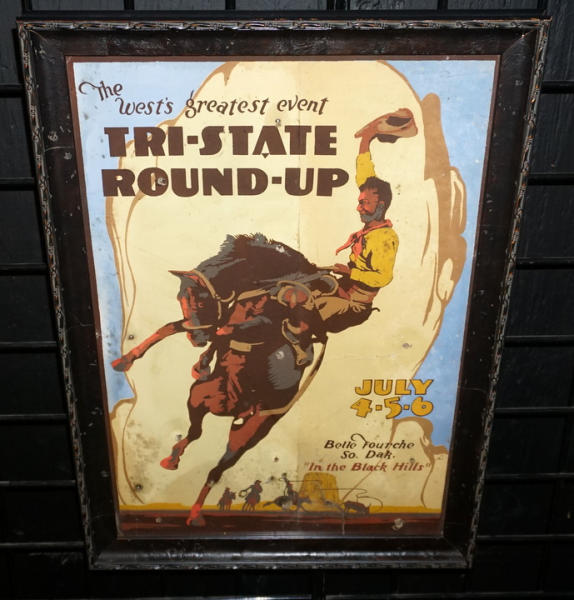 The
West's greatest event
TRI-STATE
ROUND-UP
JULY
4-5-6
Belle Fourche
So. Dak.
"In the Black Hills"